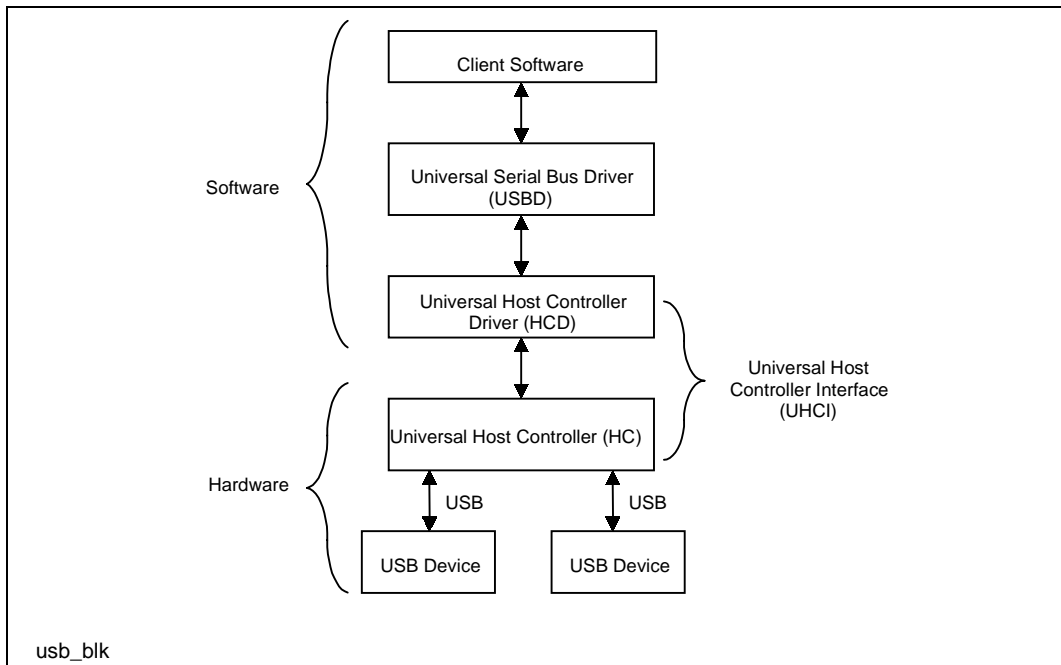 Client Software
Universal Serial Bus Driver
(USBD)
Software
Universal Host Controller
Driver (HCD)
Universal Host
Controller Interface
(UHCI)
Universal Host Controller (HC)
Hardware
USB
USB
USB Device
USB Device
usb_blk